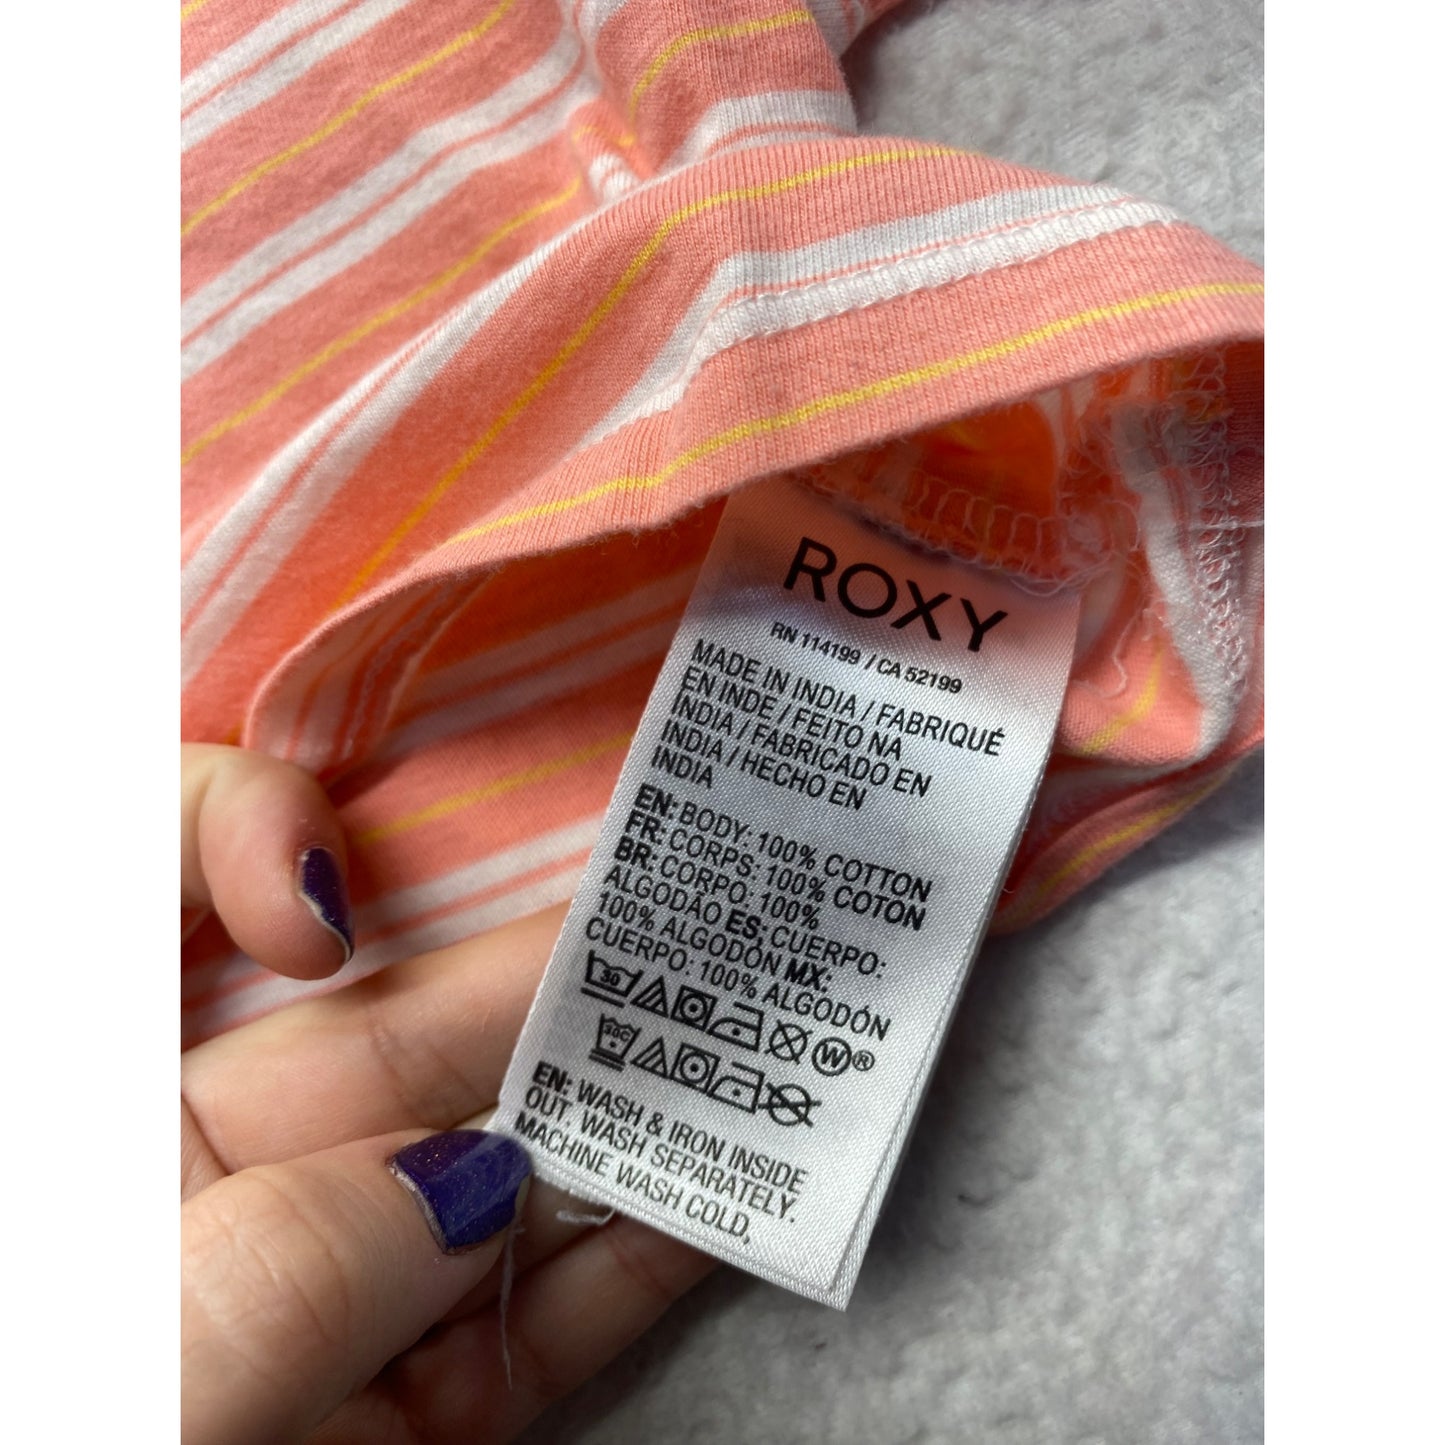 ROXY
RN 114199 / CA 52199
MADE IN INDIA / FABRIQUÉ
EN INDE / FEITO NA
INDIA / FABRICADO EN
INDIA / HECHO EN
INDIA
EN: BODY: 100% COTTON
FR: CORPS: 100% COTON
BR: CORPO: 100%
ALGODÃO ES: CUERPO:
100% ALGODÓN MX:
CUERPO: 100% ALGODÓN
30 W®
30C
EN: WASH & IRON INSIDE
OUT. WASH SEPARATELY.
MACHINE WASH COLD,